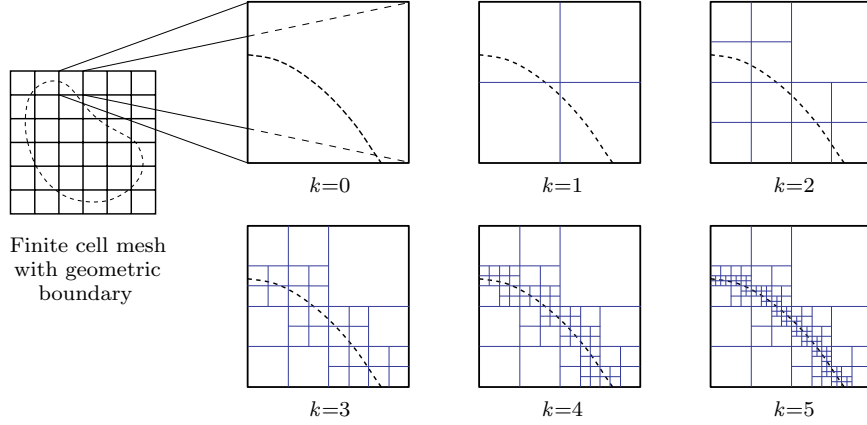 k=0
k=1
k=2
Finite cell mesh
with geometric
boundary
k=3
k=4
k=5